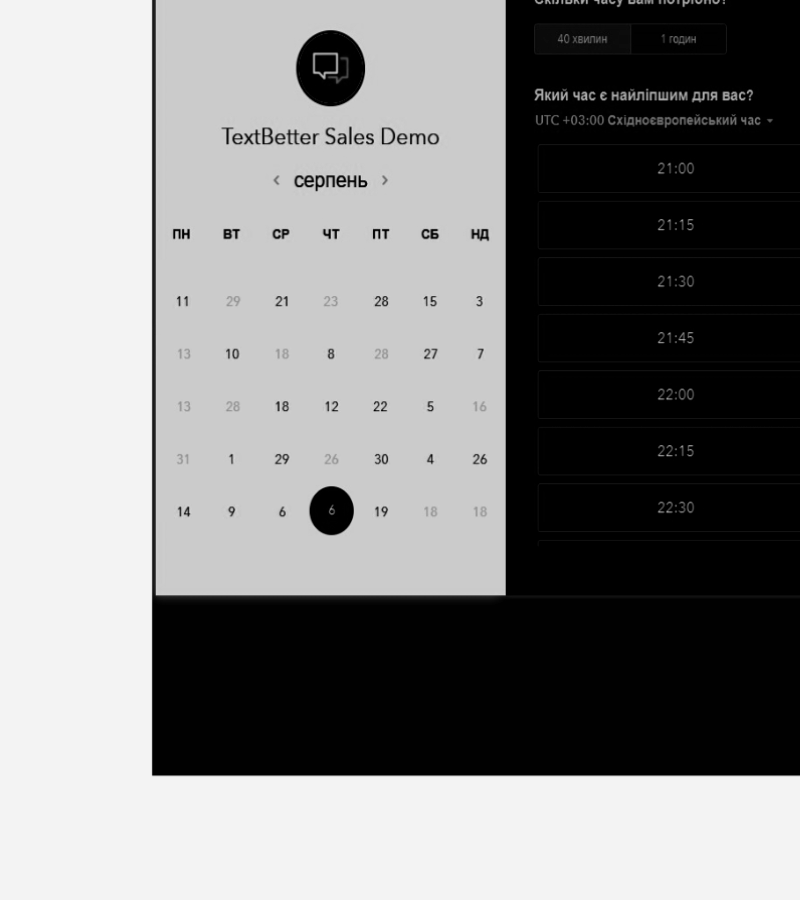 TextBetter Sales Demo
серпень
ПН ВТ СР ЧТ ПТ СБ НД
11 29 21 23 28 15 3
13 10 18 8 28 27 7
13 28 18 12 22 5 16
31 1 29 26 30 4 26
14 9 6 6 19 18 18
Скільки часу вам потрібно?
40 хвилин 1 годин
Який час є найліпшим для вас?
UTC +03:00 Східноєвропейський час
21:00
21:15
21:30
21:45
22:00
22:15
22:30